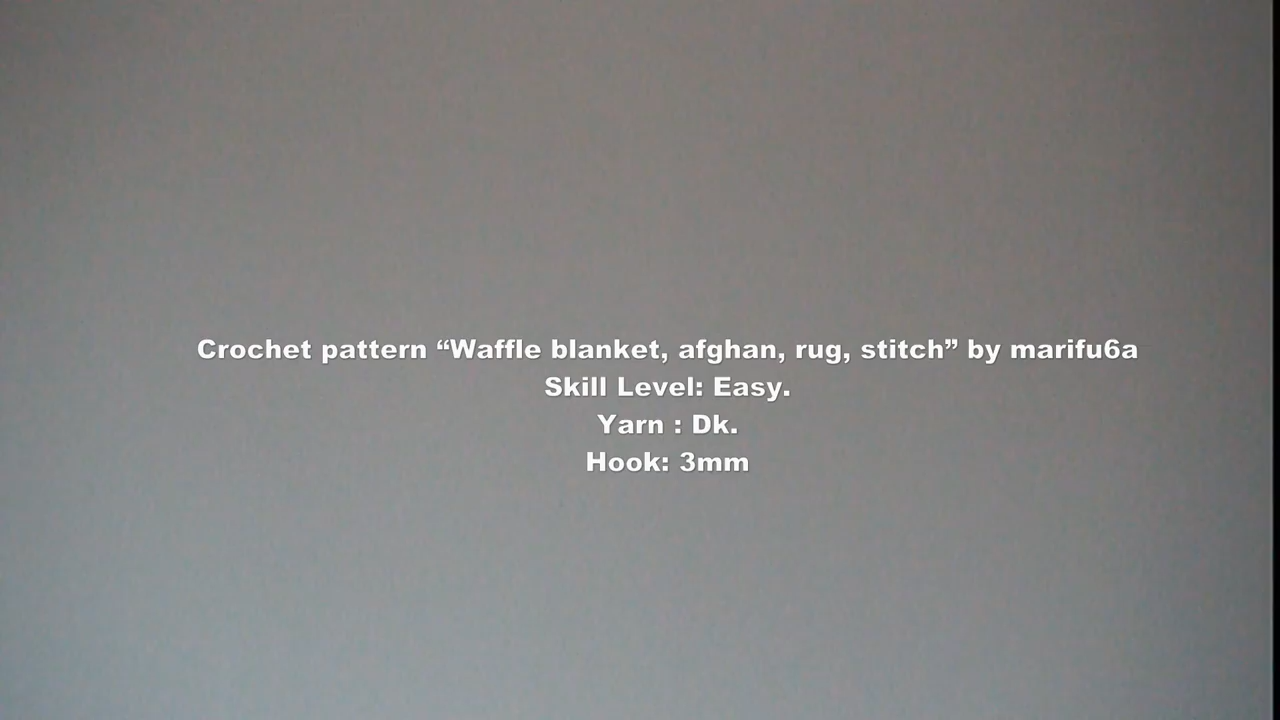 Crochet pattern “Waffle blanket, afghan, rug, stitch” by marifu6a
Skill Level: Easy.
Yarn : Dk.
Hook: 3mm